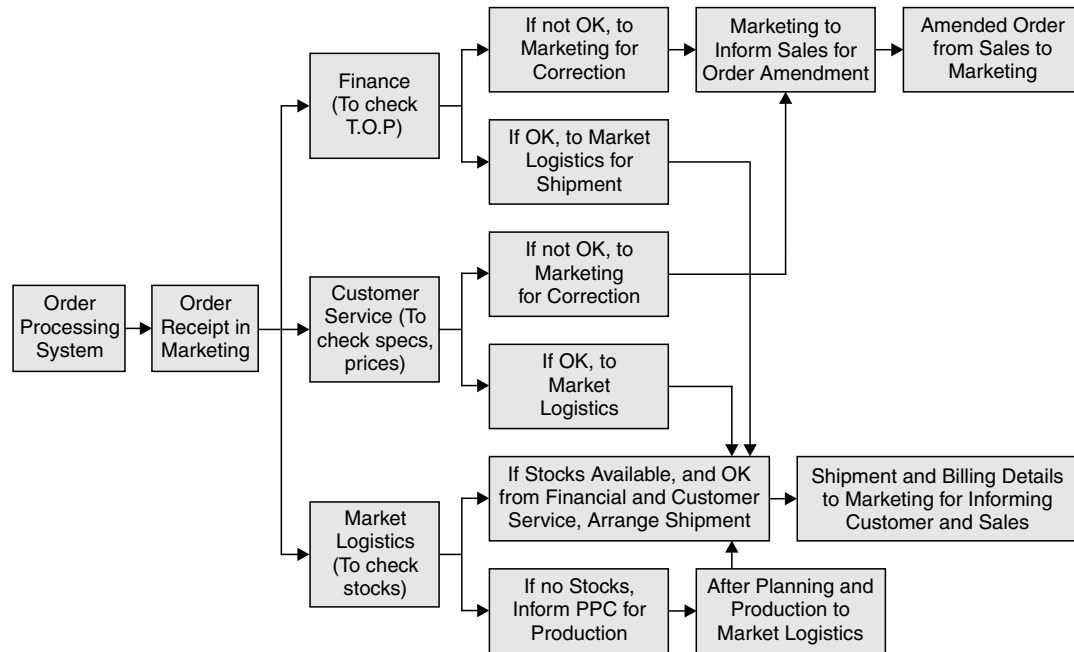 Order
Processing
System
Order
Receipt in
Marketing
Finance
(To check
T.O.P)
If not OK, to
Marketing for
Correction
Marketing to
Inform Sales for
Order Amendment
Amended Order
from Sales to
Marketing
If OK, to Market
Logistics for
Shipment
Customer
Service (To
check specs,
prices)
If not OK, to
Marketing
for Correction
If OK, to
Market
Logistics
Market
Logistics
(To check
stocks)
If Stocks Available, and OK
from Financial and Customer
Service, Arrange Shipment
Shipment and Billing Details
to Marketing for Informing
Customer and Sales
If no Stocks,
Inform PPC for
Production
After Planning and
Production to
Market Logistics